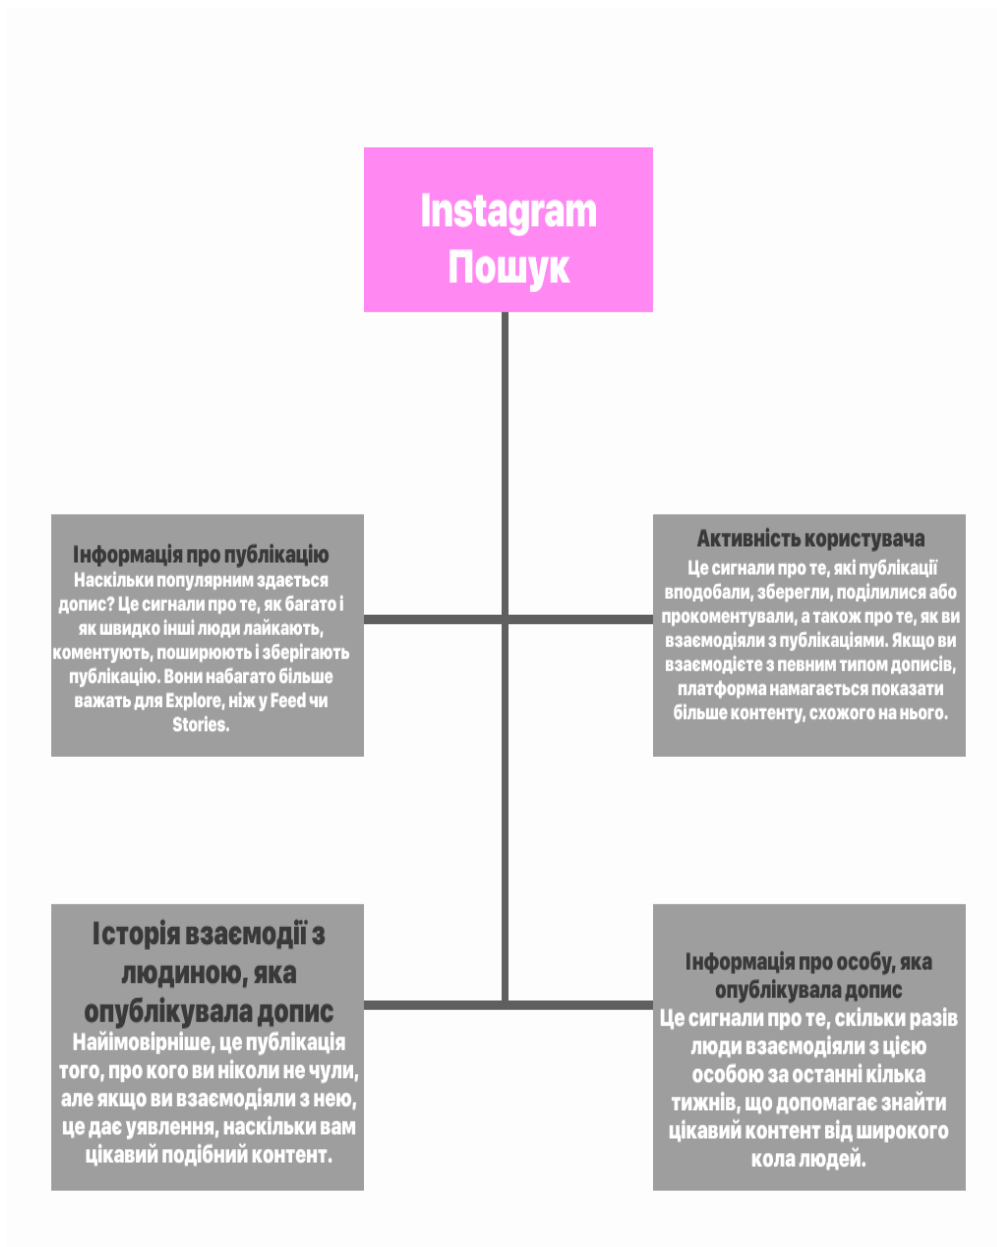 Instagram
Пошук
Інформація про публікацію
Наскільки популярним здається
допис? Це сигнали про те, як багато і
як швидко інші люди лайкають,
коментують, поширюють і зберігають
публікацію. Вони набагато більше
важать для Explore, ніж у Feed чи
Stories.
Активність користувача
Це сигнали про те, які публікації
вподобали, зберегли, поділилися або
прокоментували, а також про те, як ви
взаємодіяли з публікаціями. Якщо ви
взаємодієте з певним типом дописів,
платформа намагається показати
більше контенту, схожого на нього.
Історія взаємодії з
людиною, яка
опублікувала допис
Найімовірніше, це публікація
того, про кого ви ніколи не чули,
але якщо ви взаємодіяли з нею,
це дає уявлення, наскільки вам
цікавий подібний контент.
Інформація про особу, яка
опублікувала допис
Це сигнали про те, скільки разів
люди взаємодіяли з цією
особою за останні кілька
тижнів, що допомагає знайти
цікавий контент від широкого
кола людей.